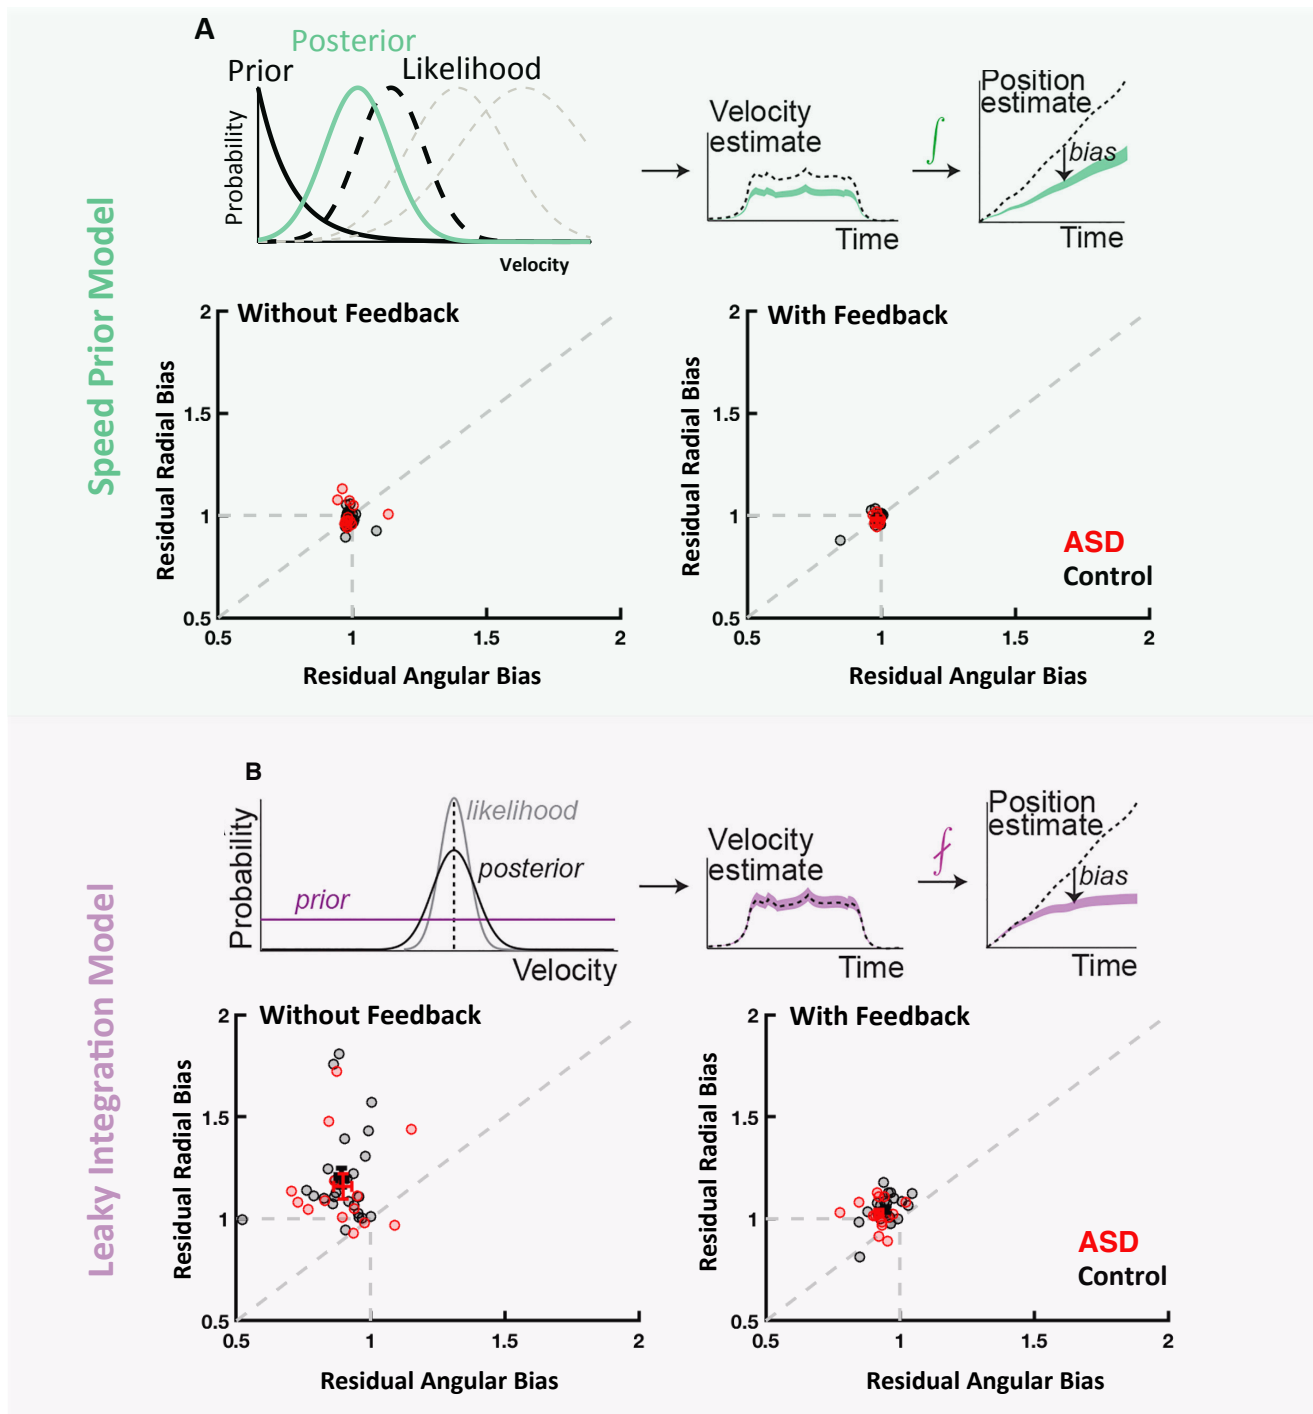 A
Posterior
Prior
Likelihood
Probability
Velocity
Velocity
estimate
Time
∫
Position
estimate
bias
Time
Speed Prior Model
Without Feedback
Residual Radial Bias
2
1.5
1
0.5
0.5
1
1.5
2
Residual Angular Bias
With Feedback
Residual Radial Bias
2
1.5
1
0.5
0.5
1
1.5
2
Residual Angular Bias
ASD
Control
B
Probability
likelihood
posterior
prior
Velocity
Velocity
estimate
Time
Position
estimate
bias
Time
Leaky Integration Model
Without Feedback
Residual Radial Bias
2
1.5
1
0.5
0.5
1
1.5
2
Residual Angular Bias
With Feedback
Residual Radial Bias
2
1.5
1
0.5
0.5
1
1.5
2
Residual Angular Bias
ASD
Control